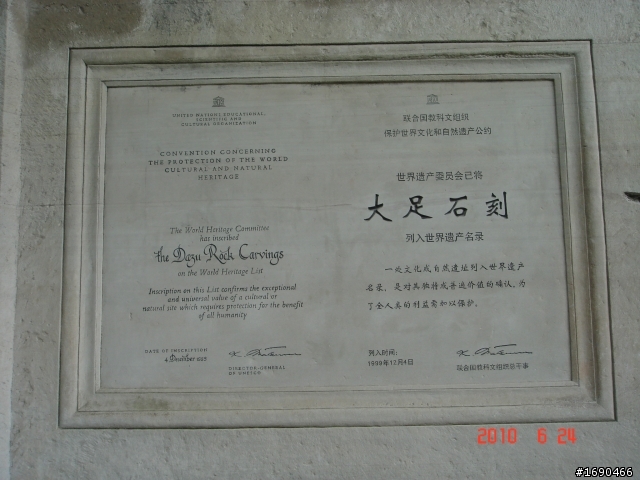 UNITED NATIONS EDUCATIONAL,
SCIENTIFIC AND
CULTURAL ORGANIZATION
CONVENTION CONCERNING
THE PROTECTION OF THE WORLD
CULTURAL AND NATURAL
HERITAGE
The World Heritage Committee
has inscribed
the Dazu Rock Carvings
on the World Heritage List
Inscription on this List confirms the exceptional
and universal value of a cultural or
natural site which requires protection for the benefit
of all humanity
DATE OF INSCRIPTION
4 December 1999
DIRECTOR-GENERAL
OF UNESCO
联合国教科文组织
保护世界文化和自然遗产公约
世界遗产委员会已将
大足石刻
列入世界遗产名录
一处文化或自然遗址列入世界遗产
名录，是对其独特或普遍价值的确认，为
了全人类的利益需加以保护。
列入时间：
1999年12月4日
联合国教科文组织总干事
2010 6 24
#1690466